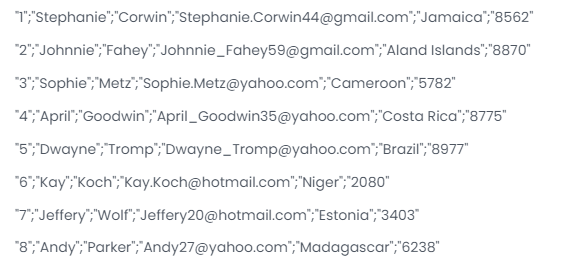 "1";"Stephanie";"Corwin";"Stephanie.Corwin44@gmail.com";"Jamaica";"8562"
"2";"Johnnie";"Fahey";"Johnnie_Fahey59@gmail.com";"Aland Islands";"8870"
"3";"Sophie";"Metz";"Sophie.Metz@yahoo.com";"Cameroon";"5782"
"4";"April";"Goodwin";"April_Goodwin35@yahoo.com";"Costa Rica";"8775"
"5";"Dwayne";"Tromp";"Dwayne_Tromp@yahoo.com";"Brazil";"8977"
"6";"Kay";"Koch";"Kay.Koch@hotmail.com";"Niger";"2080"
"7";"Jeffery";"Wolf";"Jeffery20@hotmail.com";"Estonia";"3403"
"8";"Andy";"Parker";"Andy27@yahoo.com";"Madagascar";"6238"